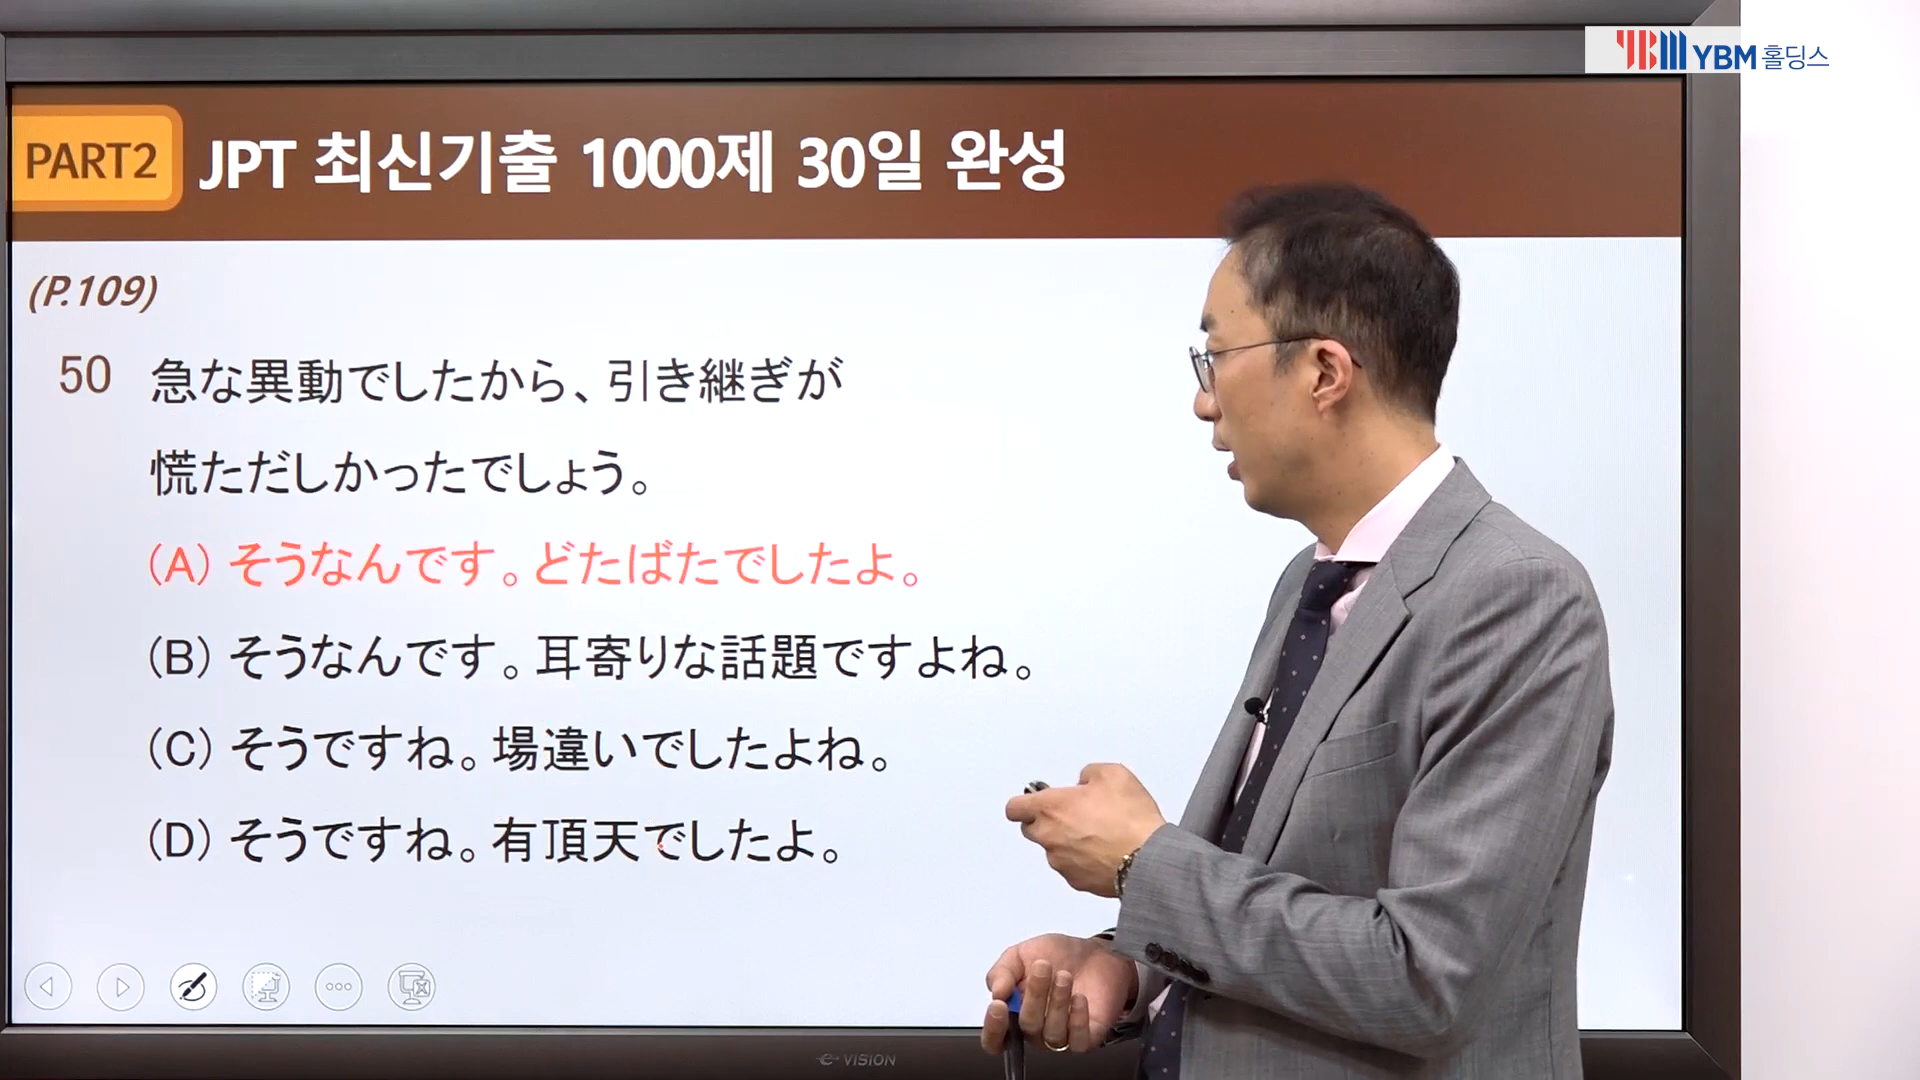 YBM 홀딩스
PART2 JPT 최신기출 1000제 30일 완성
(P.109)
50 急な異動でしたから、引き継ぎが
慌ただしかったでしょう。
(A) そうなんです。どたばたでしたよ。
(B) そうなんです。耳寄りな話題ですよね。
(C) そうですね。場違いでしたよね。
(D) そうですね。有頂天でしたよ。
e-VISION